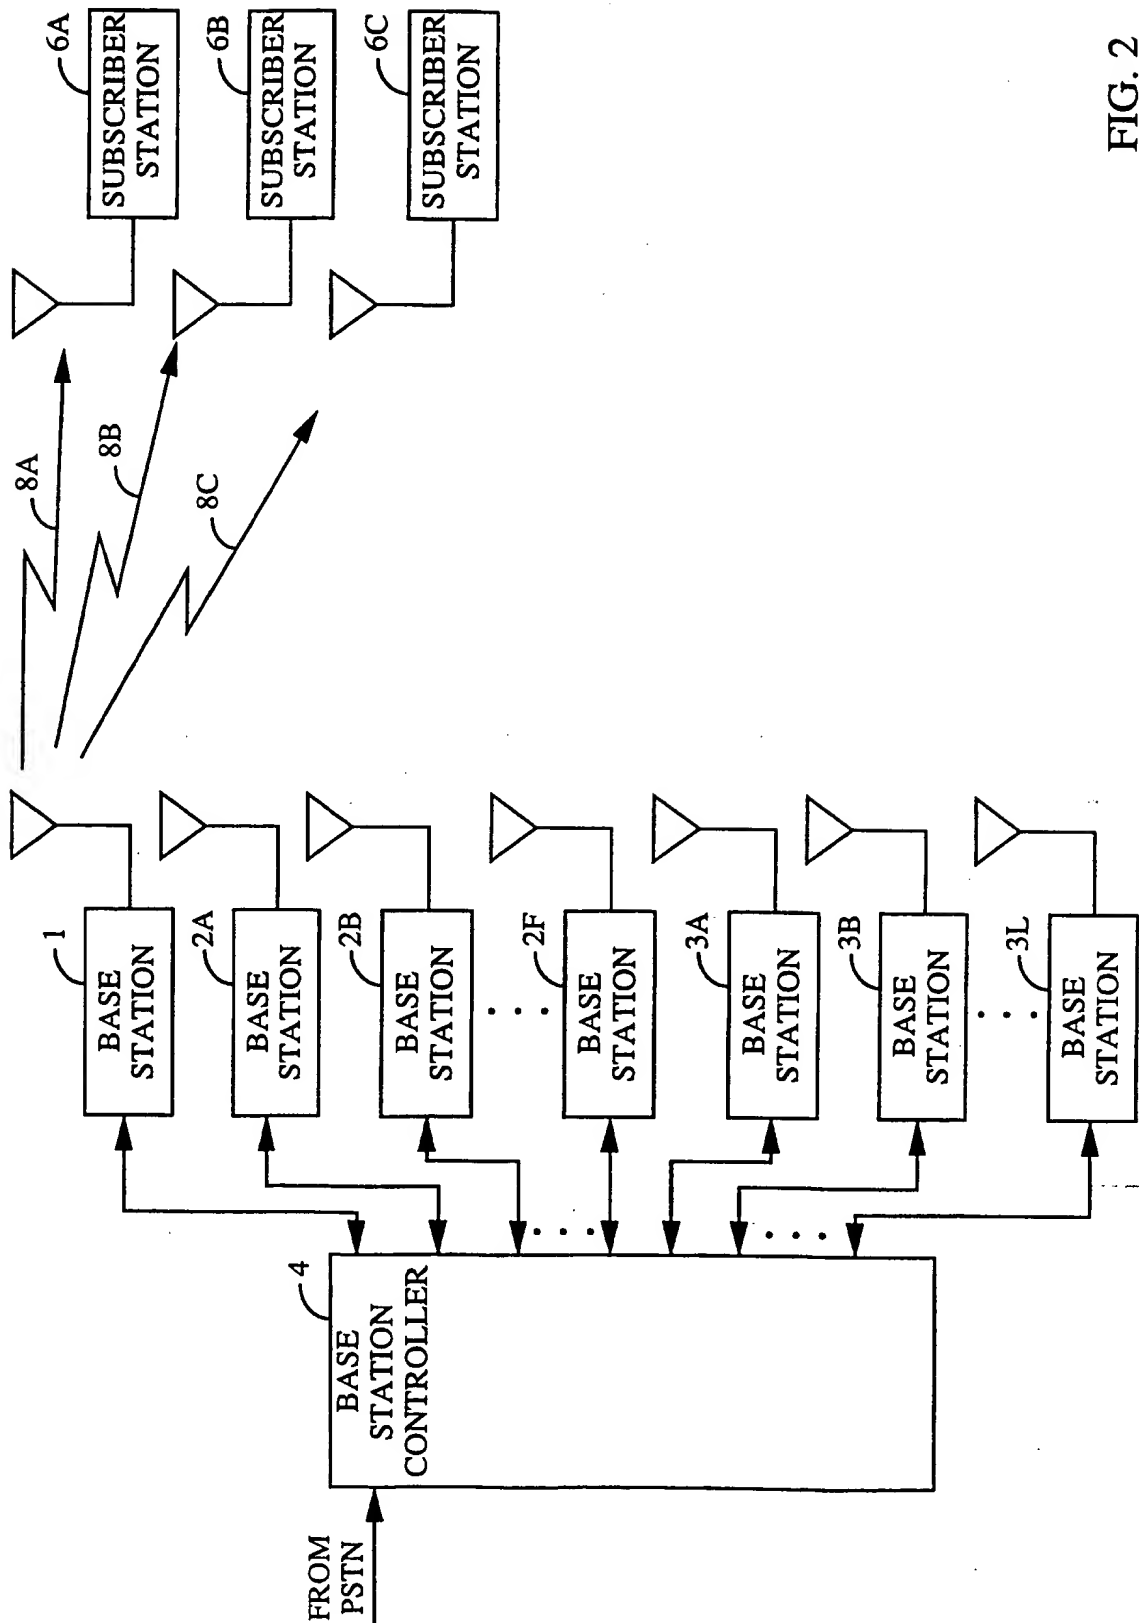 FROM
PSTN
4
BASE
STATION
CONTROLLER
1
BASE
STATION
2A
BASE
STATION
2B
BASE
STATION
2F
BASE
STATION
3A
BASE
STATION
3B
BASE
STATION
3L
BASE
STATION
8A
8B
8C
6A
SUBSCRIBER
STATION
6B
SUBSCRIBER
STATION
6C
SUBSCRIBER
STATION
FIG. 2